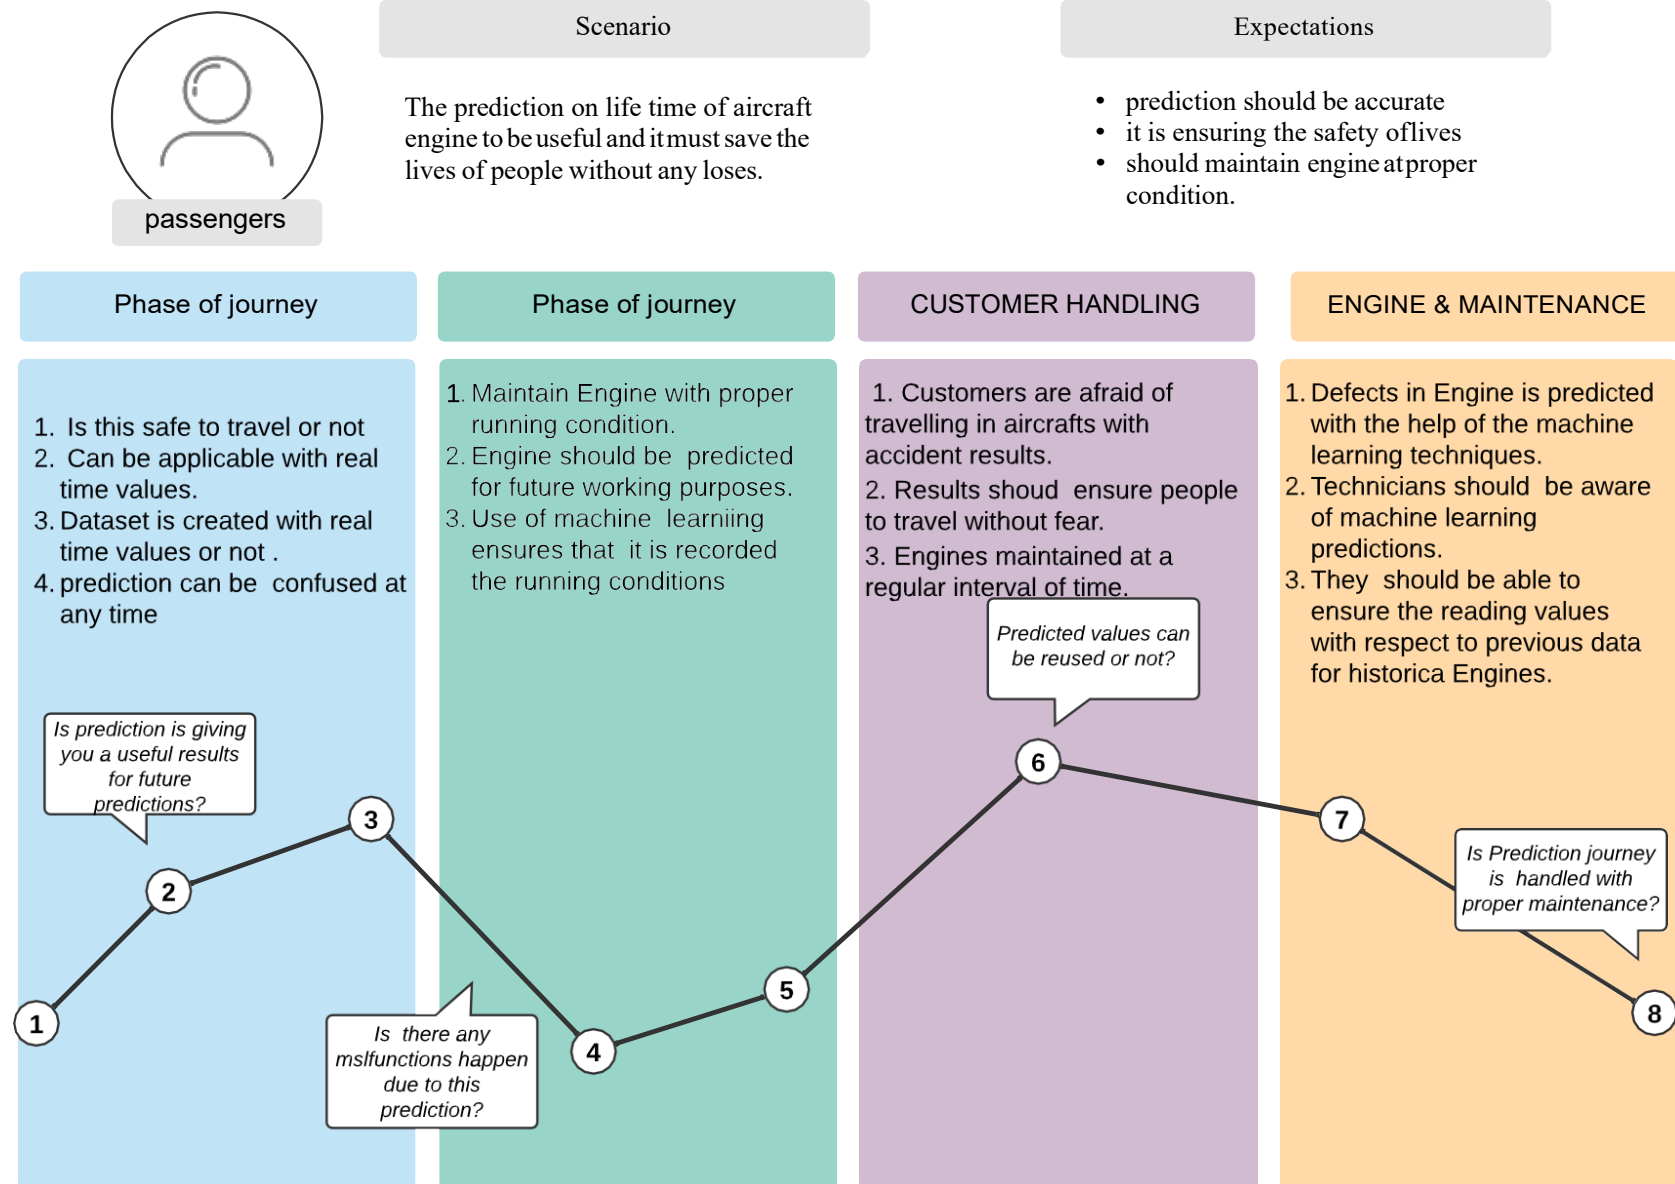 Scenario
Expectations
The prediction on life time of aircraft
engine to be useful and it must save the
lives of people without any loses.
• prediction should be accurate
• it is ensuring the safety of lives
• should maintain engine at proper
condition.
passengers
Phase of journey
Phase of journey
CUSTOMER HANDLING
ENGINE & MAINTENANCE
1. Is this safe to travel or not
2. Can be applicable with real
time values.
3. Dataset is created with real
time values or not .
4. prediction can be confused at
any time
1. Maintain Engine with proper
running condition.
2. Engine should be predicted
for future working purposes.
3. Use of machine learniing
ensures that it is recorded
the running conditions
1. Customers are afraid of
travelling in aircrafts with
accident results.
2. Results shoud ensure people
to travel without fear.
3. Engines maintained at a
regular interval of time.
1. Defects in Engine is predicted
with the help of the machine
learning techniques.
2. Technicians should be aware
of machine learning
predictions.
3. They should be able to
ensure the reading values
with respect to previous data
for historica Engines.
Is prediction is giving
you a useful results
for future
predictions?
Is there any
mslfunctions happen
due to this
prediction?
Predicted values can
be reused or not?
Is Prediction journey
is handled with
proper maintenance?
1
2
3
4
5
6
7
8